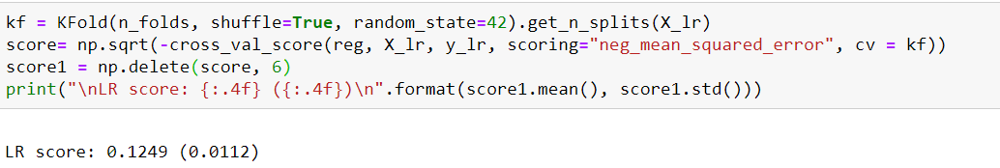 kf = KFold(n_folds, shuffle=True, random_state=42).get_n_splits(X_lr)
score= np.sqrt(-cross_val_score(reg, X_lr, y_lr, scoring="neg_mean_squared_error", cv = kf))
score1 = np.delete(score, 6)
print("\nLR score: {:.4f} ({:.4f})\n".format(score1.mean(), score1.std()))
LR score: 0.1249 (0.0112)